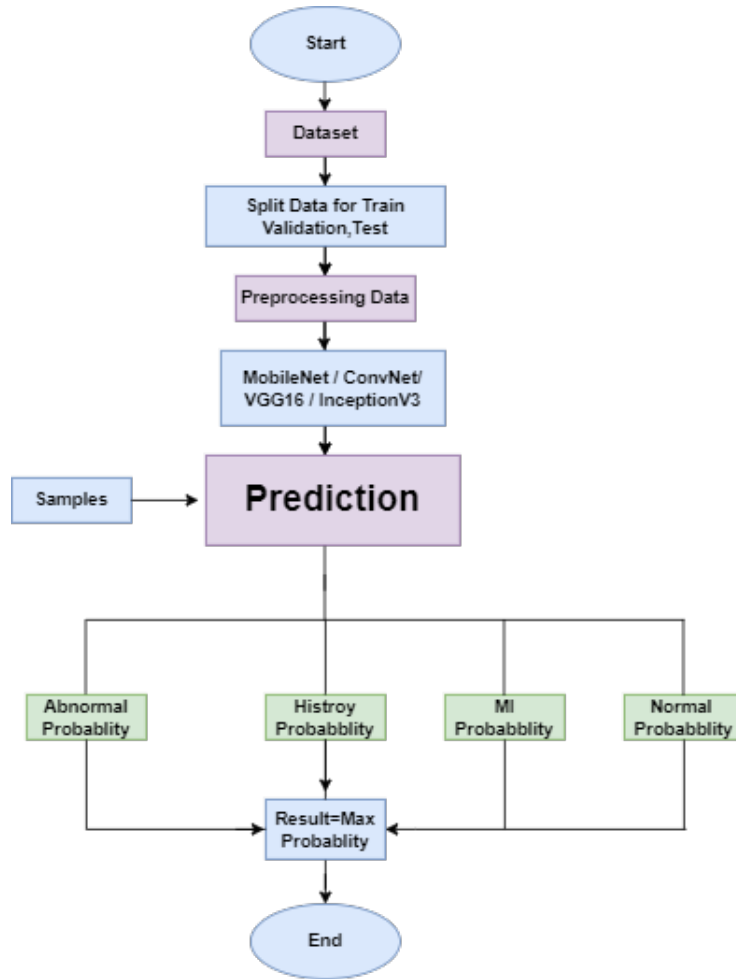 Start
Dataset
Split Data for Train
Validation,Test
Preprocessing Data
MobileNet / ConvNet/
VGG16 / InceptionV3
Samples
Prediction
Abnormal
Probablity
Histroy
Probabblity
MI
Probabblity
Normal
Probabblity
Result=Max
Probablity
End